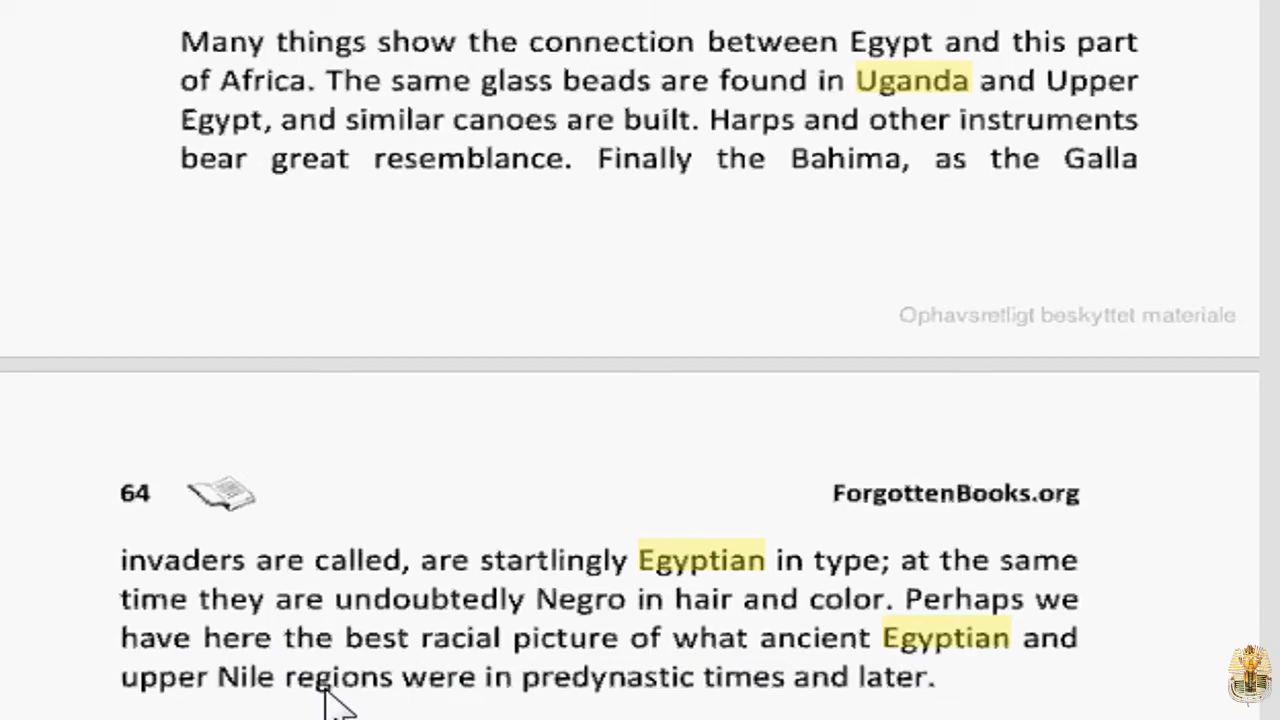 Many things show the connection between Egypt and this part
of Africa. The same glass beads are found in Uganda and Upper
Egypt, and similar canoes are built. Harps and other instruments
bear great resemblance. Finally the Bahima, as the Galla
Ophavsretligt beskyttet materiale
64
ForgottenBooks.org
invaders are called, are startlingly Egyptian in type; at the same
time they are undoubtedly Negro in hair and color. Perhaps we
have here the best racial picture of what ancient Egyptian and
upper Nile regions were in predynastic times and later.